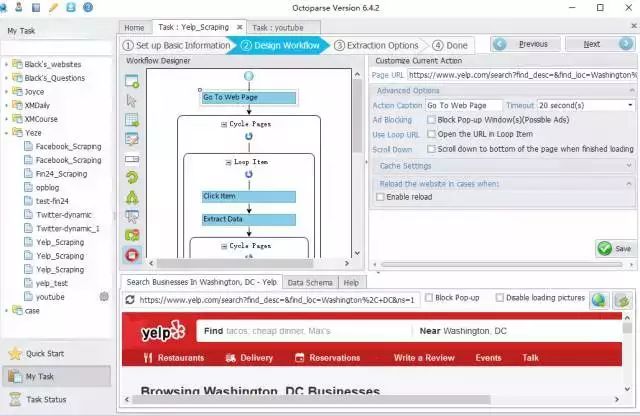 Octoparse Version 6.4.2
My Task
Black's_websites
Black's_Questions
Joyce
XMDaily
XMCourse
Yeze
Facebook_Scraping
Facebook_Scraping
Fin24_Scraping
opblog
test-fin24
Twitter-dynamic
Twitter-dynamic_1
Yelp_Scraping
Yelp_Scraping
Yelp_Scraping
yelp_test
youtube
case
Quick Start
My Task
Task Status
Home Task : Yelp_Scraping Task : youtube
1 Set up Basic Information 2 Design Workflow 3 Extraction Options 4 Done Previous Next
Workflow Designer
Go To Web Page
Cycle Pages
Loop Item
Click Item
Extract Data
Cycle Pages
Customize Current Action
Page URL https://www.yelp.com/search?find_desc=&find_loc=Washington%
Advanced Options
Action Caption Go To Web Page Timeout 20 second(s)
Ad Blocking Block Pop-up Window(s)(Possible Ads)
Use Loop URL Open the URL in Loop Item
Scroll Down Scroll down to bottom of the page when finished loading
Cache Settings
Reload the website in cases when:
Enable reload
Save
Search Businesses In Washington, DC - Yelp Data Schema Help
https://www.yelp.com/search?find_desc=&find_loc=Washington%2C+DC&ns=1 Block Pop-up Disable loading pictures
yelp Find tacos, cheap dinner, Max's Near Washington, DC
Restaurants Delivery Reservations Write a Review Events Talk
Browsing Washington, DC Businesses